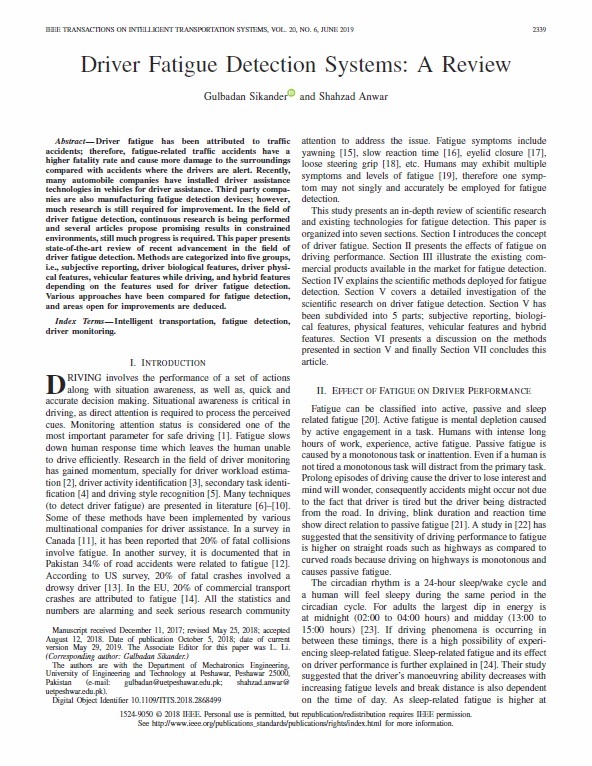 IEEE TRANSACTIONS ON INTELLIGENT TRANSPORTATION SYSTEMS, VOL. 20, NO. 6, JUNE 2019 2339
Driver Fatigue Detection Systems: A Review
Gulbadan Sikander and Shahzad Anwar
Abstract—Driver fatigue has been attributed to traffic
accidents; therefore, fatigue-related traffic accidents have a
higher fatality rate and cause more damage to the surroundings
compared with accidents where the drivers are alert. Recently,
many automobile companies have installed driver assistance
technologies in vehicles for driver assistance. Third party compa-
nies are also manufacturing fatigue detection devices; however,
much research is still required for improvement. In the field of
driver fatigue detection, continuous research is being performed
and several articles propose promising results in constrained
environments, still much progress is required. This paper presents
state-of-the-art review of recent advancement in the field of
driver fatigue detection. Methods are categorized into five groups,
i.e., subjective reporting, driver biological features, driver physi-
cal features, vehicular features while driving, and hybrid features
depending on the features used for driver fatigue detection.
Various approaches have been compared for fatigue detection,
and areas open for improvements are deduced.
Index Terms—Intelligent transportation, fatigue detection,
driver monitoring.
I. INTRODUCTION
DRIVING involves the performance of a set of actions
along with situation awareness, as well as, quick and
accurate decision making. Situational awareness is critical in
driving, as direct attention is required to process the perceived
cues. Monitoring attention status is considered one of the
most important parameter for safe driving [1]. Fatigue slows
down human response time which leaves the human unable
to drive efficiently. Research in the field of driver monitoring
has gained momentum, specially for driver workload estima-
tion [2], driver activity identification [3], secondary task identi-
fication [4] and driving style recognition [5]. Many techniques
(to detect driver fatigue) are presented in literature [6]–[10].
Some of these methods have been implemented by various
multinational companies for driver assistance. In a survey in
Canada [11], it has been reported that 20% of fatal collisions
involve fatigue. In another survey, it is documented that in
Pakistan 34% of road accidents were related to fatigue [12].
According to US survey, 20% of fatal crashes involved a
drowsy driver [13]. In the EU, 20% of commercial transport
crashes are attributed to fatigue [14]. All the statistics and
numbers are alarming and seek serious research community
Manuscript received December 11, 2017; revised May 25, 2018; accepted
August 12, 2018. Date of publication October 5, 2018; date of current
version May 29, 2019. The Associate Editor for this paper was L. Li.
(Corresponding author: Gulbadan Sikander.)
The authors are with the Department of Mechatronics Engineering,
University of Engineering and Technology at Peshawar, Peshawar 25000,
Pakistan (e-mail: gulbadan@uetpeshawar.edu.pk; shahzad.anwar@
uetpeshwar.edu.pk).
Digital Object Identifier 10.1109/TITS.2018.2868499
attention to address the issue. Fatigue symptoms include
yawning [15], slow reaction time [16], eyelid closure [17],
loose steering grip [18], etc. Humans may exhibit multiple
symptoms and levels of fatigue [19], therefore one symp-
tom may not singly and accurately be employed for fatigue
detection.
This study presents an in-depth review of scientific research
and existing technologies for fatigue detection. This paper is
organized into seven sections. Section I introduces the concept
of driver fatigue. Section II presents the effects of fatigue on
driving performance. Section III illustrate the existing com-
mercial products available in the market for fatigue detection.
Section IV explains the scientific methods deployed for fatigue
detection. Section V covers a detailed investigation of the
scientific research on driver fatigue detection. Section V has
been subdivided into 5 parts; subjective reporting, biologi-
cal features, physical features, vehicular features and hybrid
features. Section VI presents a discussion on the methods
presented in section V and finally Section VII concludes this
article.
II. EFFECT OF FATIGUE ON DRIVER PERFORMANCE
Fatigue can be classified into active, passive and sleep
related fatigue [20]. Active fatigue is mental depletion caused
by active engagement in a task. Humans with intense long
hours of work, experience, active fatigue. Passive fatigue is
caused by a monotonous task or inattention. Even if a human is
not tired a monotonous task will distract from the primary task.
Prolong episodes of driving cause the driver to lose interest and
mind will wonder, consequently accidents might occur not due
to the fact that driver is tired but the driver being distracted
from the road. In driving, blink duration and reaction time
show direct relation to passive fatigue [21]. A study in [22] has
suggested that the sensitivity of driving performance to fatigue
is higher on straight roads such as highways as compared to
curved roads because driving on highways is monotonous and
causes passive fatigue.
The circadian rhythm is a 24-hour sleep/wake cycle and
a human will feel sleepy during the same period in the
circadian cycle. For adults the largest dip in energy is
at midnight (02:00 to 04:00 hours) and midday (13:00 to
15:00 hours) [23]. If driving phenomena is occurring in
between these timings, there is a high possibility of experi-
encing sleep-related fatigue. Sleep-related fatigue and its effect
on driver performance is further explained in [24]. Their study
suggested that the driver's manoeuvring ability decreases with
increasing fatigue levels and break distance is also dependent
on the time of day. As sleep-related fatigue is higher at
1524-9050 © 2018 IEEE. Personal use is permitted, but republication/redistribution requires IEEE permission.
See http://www.ieee.org/publications_standards/publications/rights/index.html for more information.